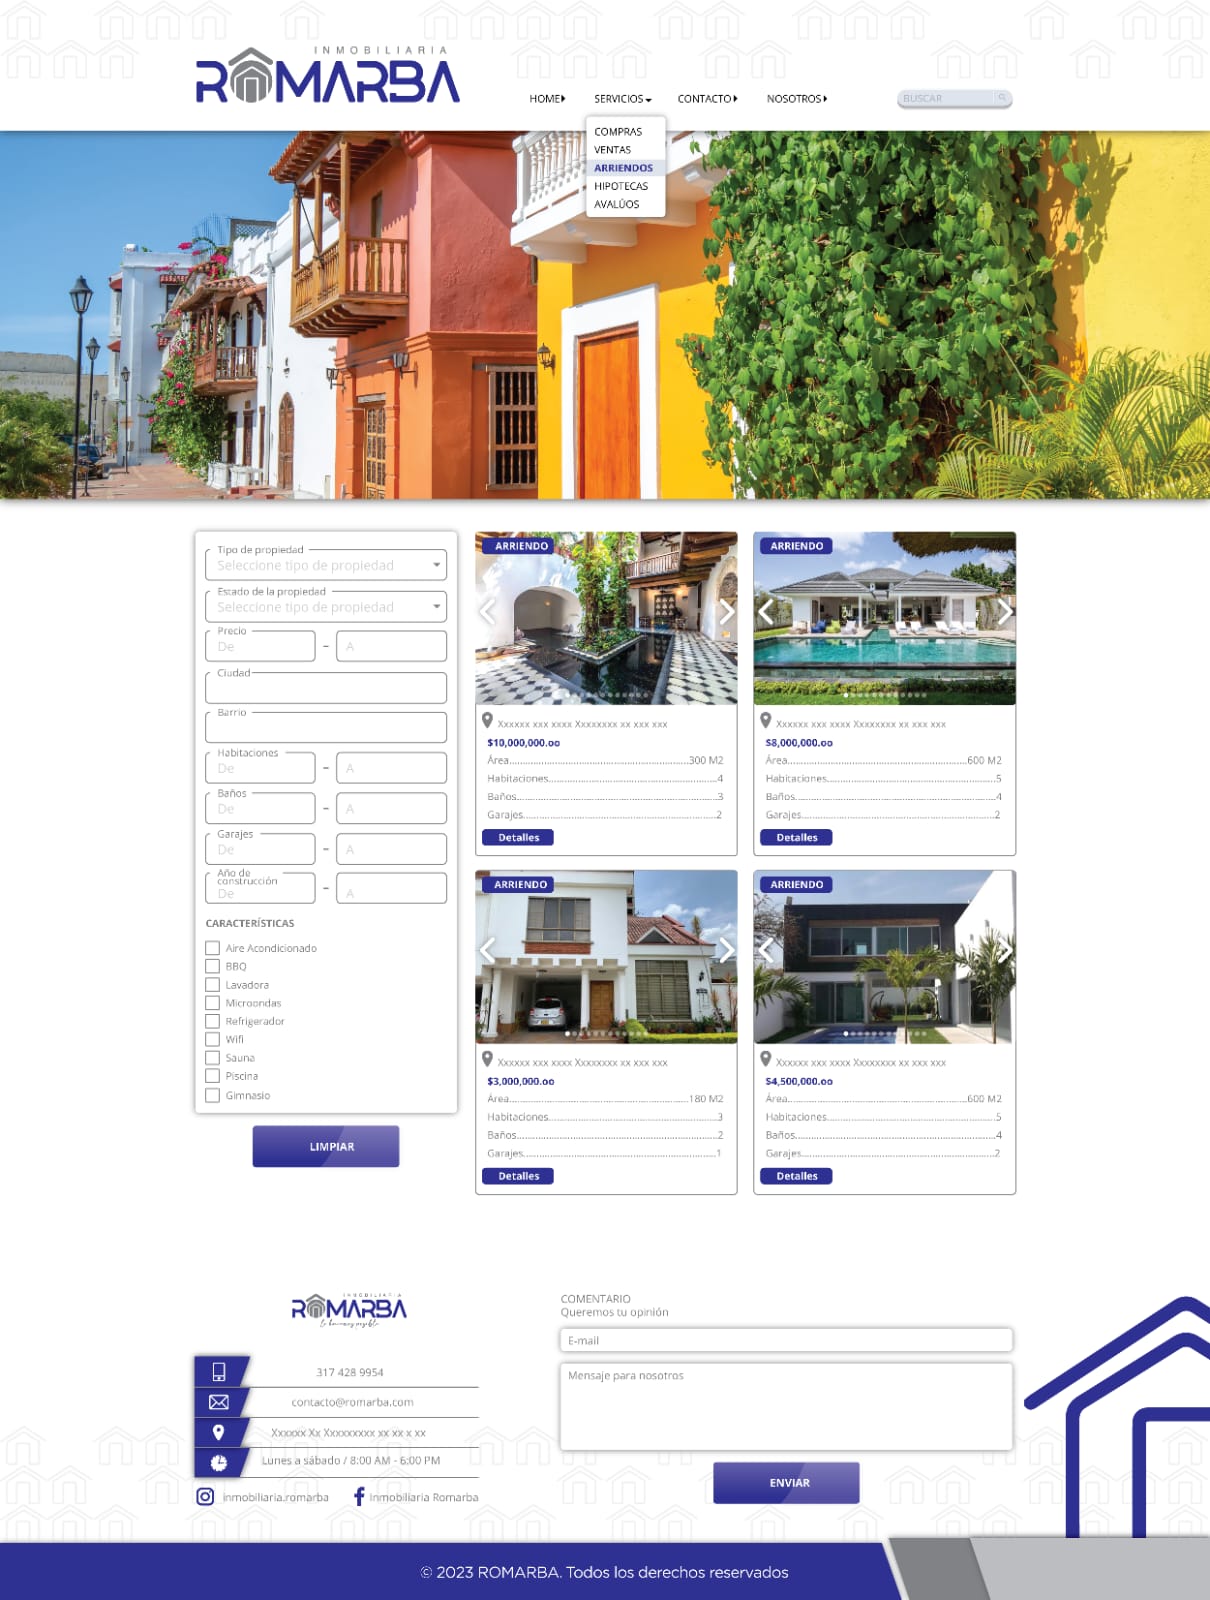 INMOBILIARIA
ROMARBA
HOME
SERVICIOS
CONTACTO
NOSOTROS
BUSCAR
COMPRAS
VENTAS
ARRIENDOS
HIPOTECAS
AVALÚOS
Tipo de propiedad
Seleccione tipo de propiedad
Estado de la propiedad
Seleccione tipo de propiedad
Precio
De - A
Ciudad
Barrio
Habitaciones
De - A
Baños
De - A
Garajes
De - A
Año de
construcción
De - A
CARACTERÍSTICAS
Aire Acondicionado
BBQ
Lavadora
Microondas
Refrigerador
Wifi
Sauna
Piscina
Gimnasio
LIMPIAR
ARRIENDO
Xxxxxx xxx xxxx Xxxxxxxx xx xxx xxx
$10,000,000.oo
Área 300 M2
Habitaciones 4
Baños 3
Garajes 2
Detalles
ARRIENDO
Xxxxxx xxx xxxx Xxxxxxxx xx xxx xxx
$8,000,000.oo
Área 600 M2
Habitaciones 5
Baños 4
Garajes 2
Detalles
ARRIENDO
Xxxxxx xxx xxxx Xxxxxxxx xx xxx xxx
$3,000,000.oo
Área 180 M2
Habitaciones 3
Baños 2
Garajes 1
Detalles
ARRIENDO
Xxxxxx xxx xxxx Xxxxxxxx xx xxx xxx
$4,500,000.oo
Área 600 M2
Habitaciones 5
Baños 4
Garajes 2
Detalles
INMOBILIARIA
ROMARBA
lo hacemos posible
317 428 9954
contacto@romarba.com
Xxxxxx Xx Xxxxxxxxx xx xx x xx
Lunes a sábado / 8:00 AM - 6:00 PM
inmobiliaria.romarba
Inmobiliaria Romarba
COMENTARIO
Queremos tu opinión
E-mail
Mensaje para nosotros
ENVIAR
© 2023 ROMARBA. Todos los derechos reservados